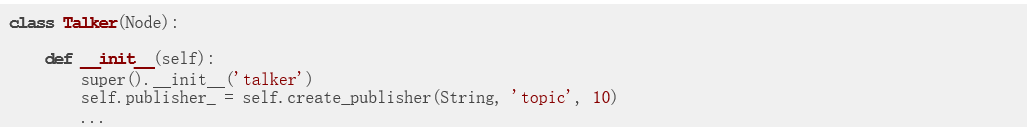 class Talker(Node):
def __init__(self):
super().__init__('talker')
self.publisher_ = self.create_publisher(String, 'topic', 10)
...